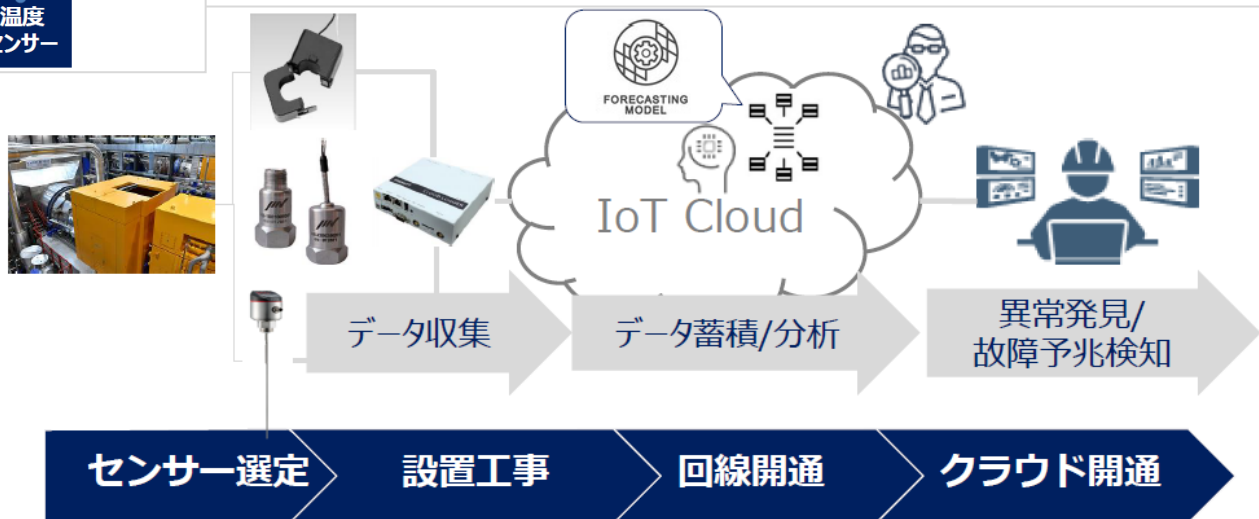 温度
センサー
FORECASTING
MODEL
IoT Cloud
データ収集
データ蓄積/分析
異常発見/
故障予兆検知
センサー選定
設置工事
回線開通
クラウド開通